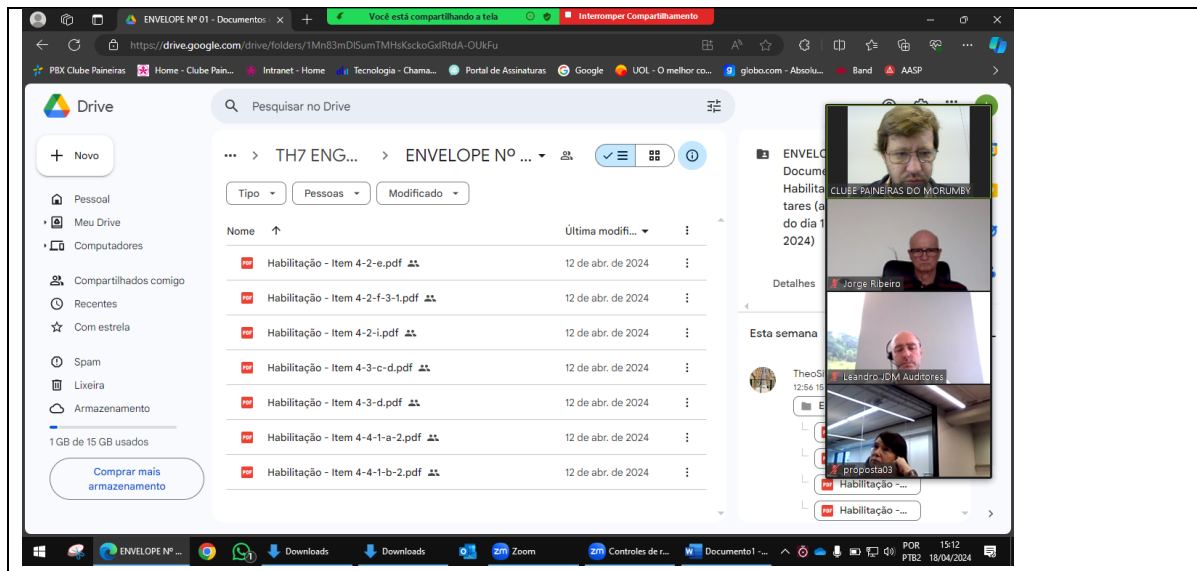 ENVELOPE Nº 01 - Documentos
Você está compartilhando a tela
Interromper Compartilhamento
https://drive.google.com/drive/folders/1Mn83mDlSumTMHsKsckoGxlRtdA-OUkFu
PBX Clube Paineiras
Home - Clube Pain...
Intranet - Home
Tecnologia - Chama...
Portal de Assinaturas
Google
UOL - O melhor co...
globo.com - Absolu...
Band
AASP
Drive
Pesquisar no Drive
Novo
TH7 ENG...
ENVELOPE Nº ...
Tipo
Pessoas
Modificado
Pessoal
Meu Drive
Computadores
Compartilhados comigo
Recentes
Com estrela
Spam
Lixeira
Armazenamento
1 GB de 15 GB usados
Comprar mais
armazenamento
Nome
Última modifi...
Habilitação - Item 4-2-e.pdf
12 de abr. de 2024
Habilitação - Item 4-2-f-3-1.pdf
12 de abr. de 2024
Habilitação - Item 4-2-i.pdf
12 de abr. de 2024
Habilitação - Item 4-3-c-d.pdf
12 de abr. de 2024
Habilitação - Item 4-3-d.pdf
12 de abr. de 2024
Habilitação - Item 4-4-1-a-2.pdf
12 de abr. de 2024
Habilitação - Item 4-4-1-b-2.pdf
12 de abr. de 2024
ENVELO
Docume
Habilita
tares (a
do dia 1
2024)
Detalhes
Esta semana
TheoSi
12:56 15
E
Habilitação -...
Habilitação -...
CLUBE PAINEIRAS DO MORUMBY
Jorge Ribeiro
Leandro JDM Auditores
proposta03
ENVELOPE Nº ...
Downloads
Downloads
Zoom
Controles de r...
Documento1 -...
POR
PTB2
15:12
18/04/2024